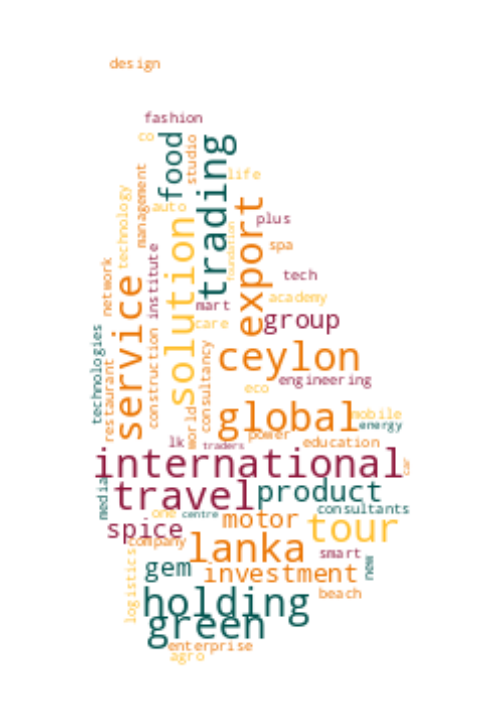 design
fashion
co
food
studio
trading
management
life
auto
technology
export
plus
solution
foundation
spa
institute
network
tech
service
academy
mart
group
care
technologies
construction
consultancy
ceylon
restaurant
world
engineering
eco
global
mobile
energy
power
lk
traders
education
international
car
travel
product
media
one
centre
consultants
spice
motor
tour
company
lanka
smart
gem
investment
new
logistics
holding
beach
green
enterprise
agro